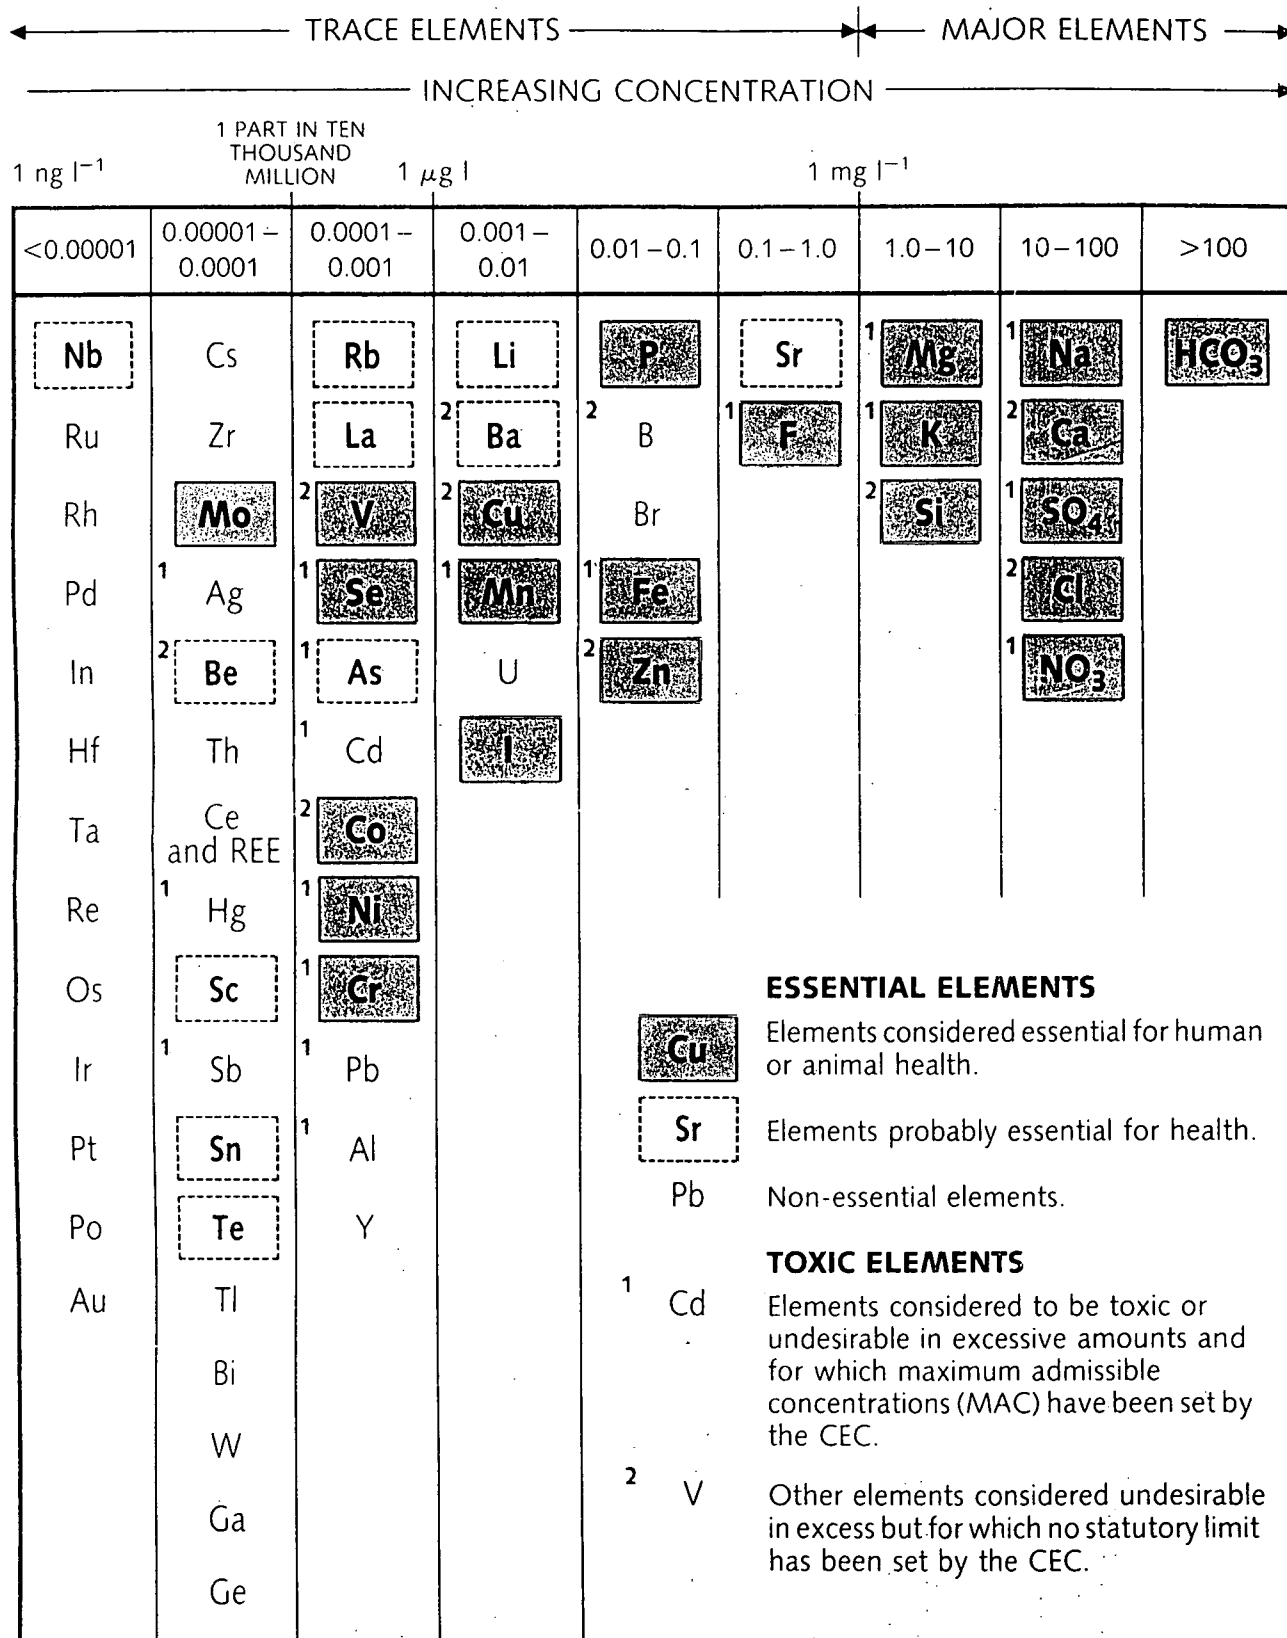 TRACE ELEMENTS MAJOR ELEMENTS
INCREASING CONCENTRATION
1 PART IN TEN
THOUSAND
MILLION
1 ng l⁻¹ 1 μg l 1 mg l⁻¹
<0.00001 0.00001– 0.0001 0.0001– 0.001 0.001– 0.01 0.01–0.1 0.1–1.0 1.0–10 10–100 >100
Nb Cs Rb Li P Sr 1 Mg 1 Na HCO₃
Ru Zr La 2 Ba 2 B 1 F 1 K 2 Ca
Rh Mo 2 V 2 Cu Br 2 Si 1 SO₄
Pd 1 Ag 1 Se 1 Mn 1 Fe 2 Cl
In 2 Be 1 As U 2 Zn 1 NO₃
Hf Th 1 Cd I
Ta Ce and REE 2 Co
Re 1 Hg 1 Ni
Os Sc 1 Cr
Ir 1 Sb 1 Pb
Pt Sn 1 Al
Po Te Y
Au Tl
Bi
W
Ga
Ge
ESSENTIAL ELEMENTS
Cu Elements considered essential for human
or animal health.
Sr Elements probably essential for health.
Pb Non-essential elements.
TOXIC ELEMENTS
1 Cd Elements considered to be toxic or
undesirable in excessive amounts and
for which maximum admissible
concentrations (MAC) have been set by
the CEC.
2 V Other elements considered undesirable
in excess but for which no statutory limit
has been set by the CEC.